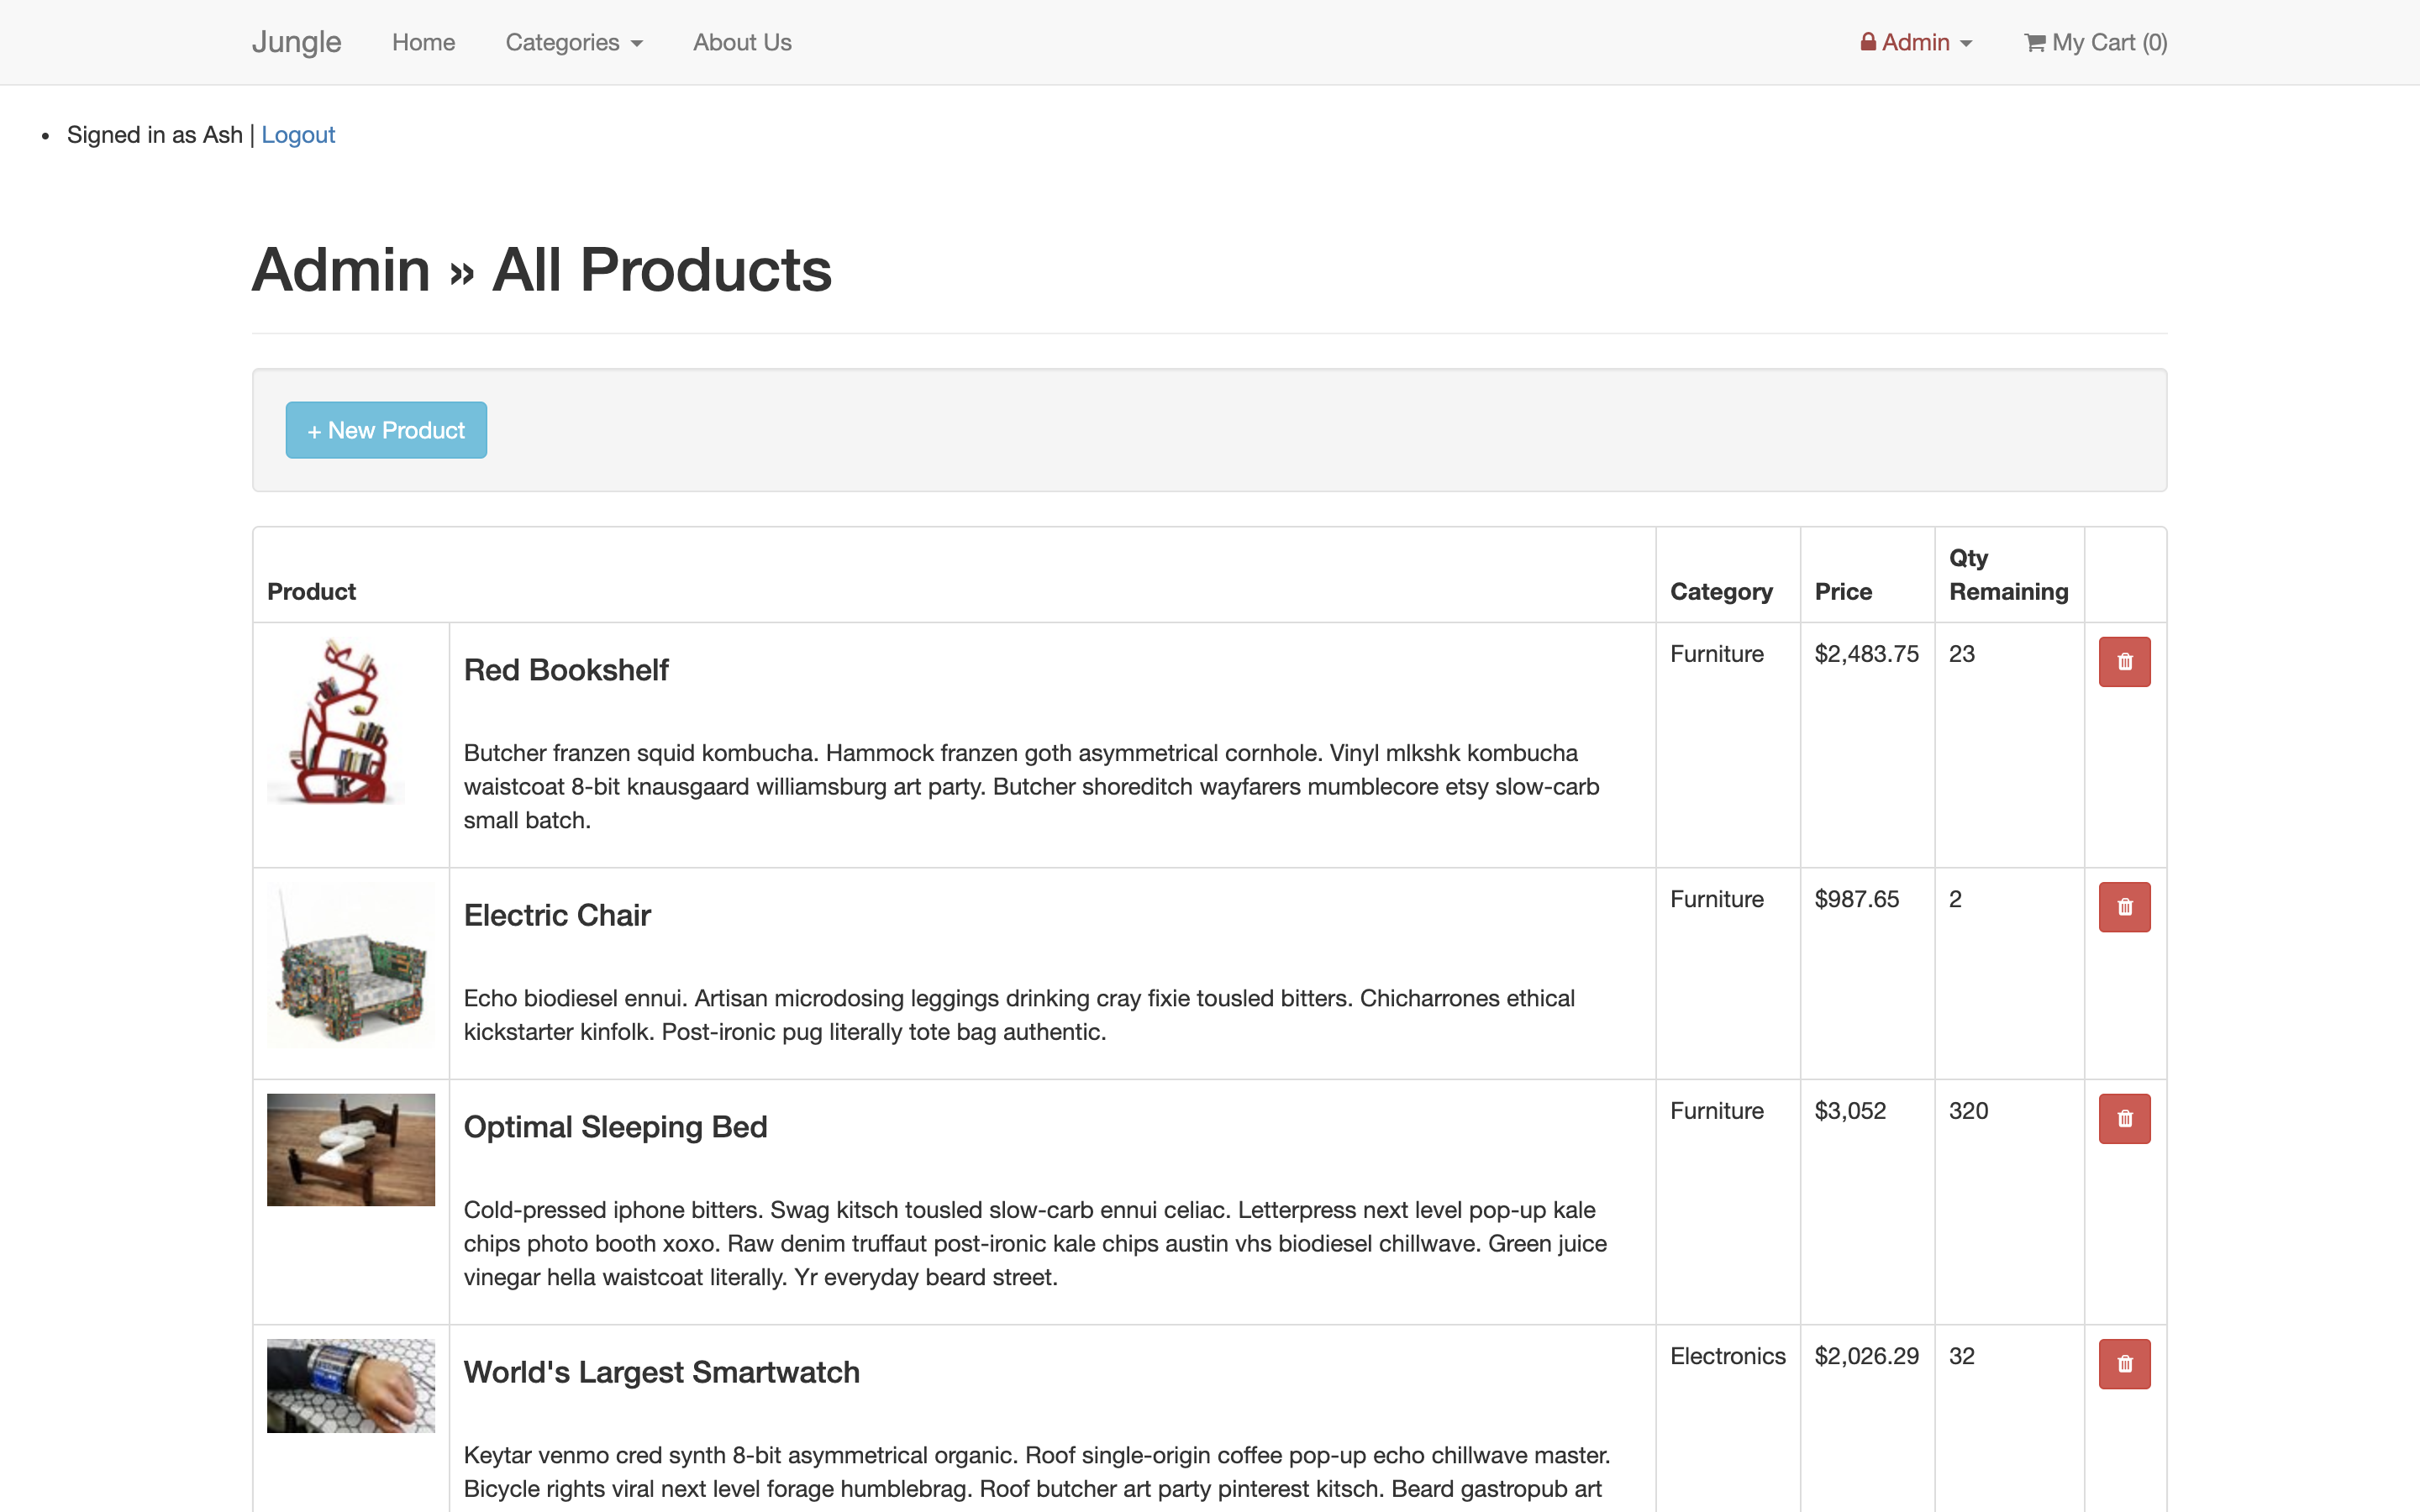 Jungle Home Categories About Us Admin My Cart (0)
• Signed in as Ash | Logout
Admin » All Products
+ New Product
Product Category Price Qty Remaining
Red Bookshelf Furniture $2,483.75 23
Butcher franzen squid kombucha. Hammock franzen goth asymmetrical cornhole. Vinyl mlkshk kombucha
waistcoat 8-bit knausgaard williamsburg art party. Butcher shoreditch wayfarers mumblecore etsy slow-carb
small batch.
Electric Chair Furniture $987.65 2
Echo biodiesel ennui. Artisan microdosing leggings drinking cray fixie tousled bitters. Chicharrones ethical
kickstarter kinfolk. Post-ironic pug literally tote bag authentic.
Optimal Sleeping Bed Furniture $3,052 320
Cold-pressed iphone bitters. Swag kitsch tousled slow-carb ennui celiac. Letterpress next level pop-up kale
chips photo booth xoxo. Raw denim truffaut post-ironic kale chips austin vhs biodiesel chillwave. Green juice
vinegar hella waistcoat literally. Yr everyday beard street.
World's Largest Smartwatch Electronics $2,026.29 32
Keytar venmo cred synth 8-bit asymmetrical organic. Roof single-origin coffee pop-up echo chillwave master.
Bicycle rights viral next level forage humblebrag. Roof butcher art party pinterest kitsch. Beard gastropub art